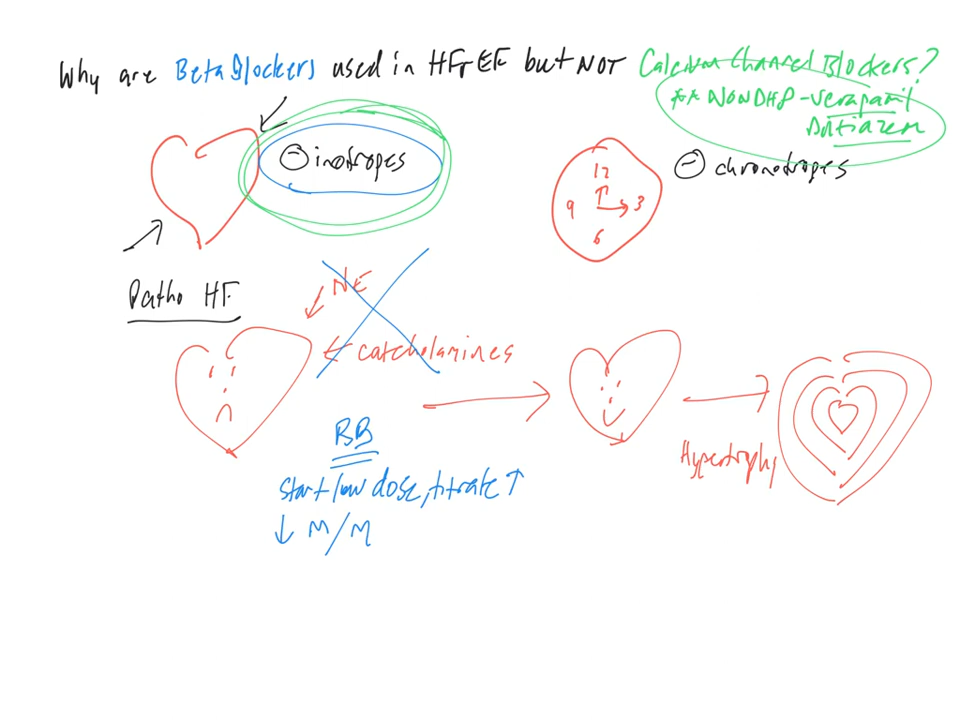 Why are Beta Blockers used in HFrEF but NOT Calcium Channel Blockers?
** NonDHP - Verapamil
Diltiazem
⊖ inotropes
⊖ chronotropes
12
9 3
6
Patho HF
↓ NE
← catcholamines
BB
start low dose, titrate ↑
↓ M/M
Hypertrophy